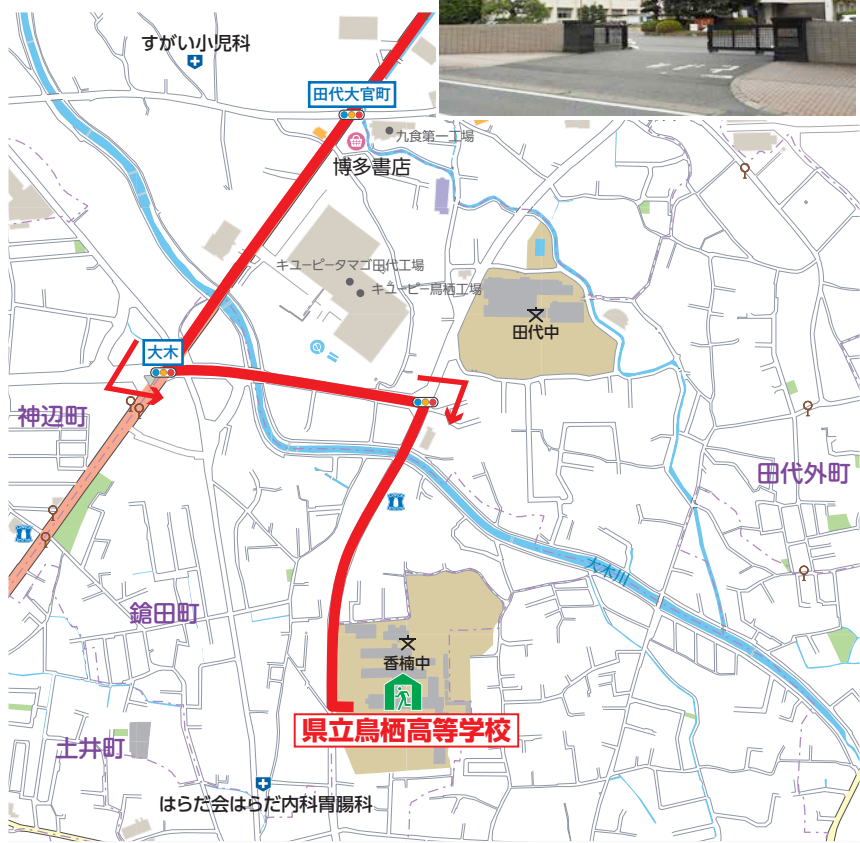 すがい小児科
田代大官町
九食第一工場
博多書店
キユーピータマゴ田代工場
キユーピー鳥栖工場
田代中
大木
神辺町
田代外町
大木川
鎗田町
香楠中
県立鳥栖高等学校
土井町
はらだ会はらだ内科胃腸科